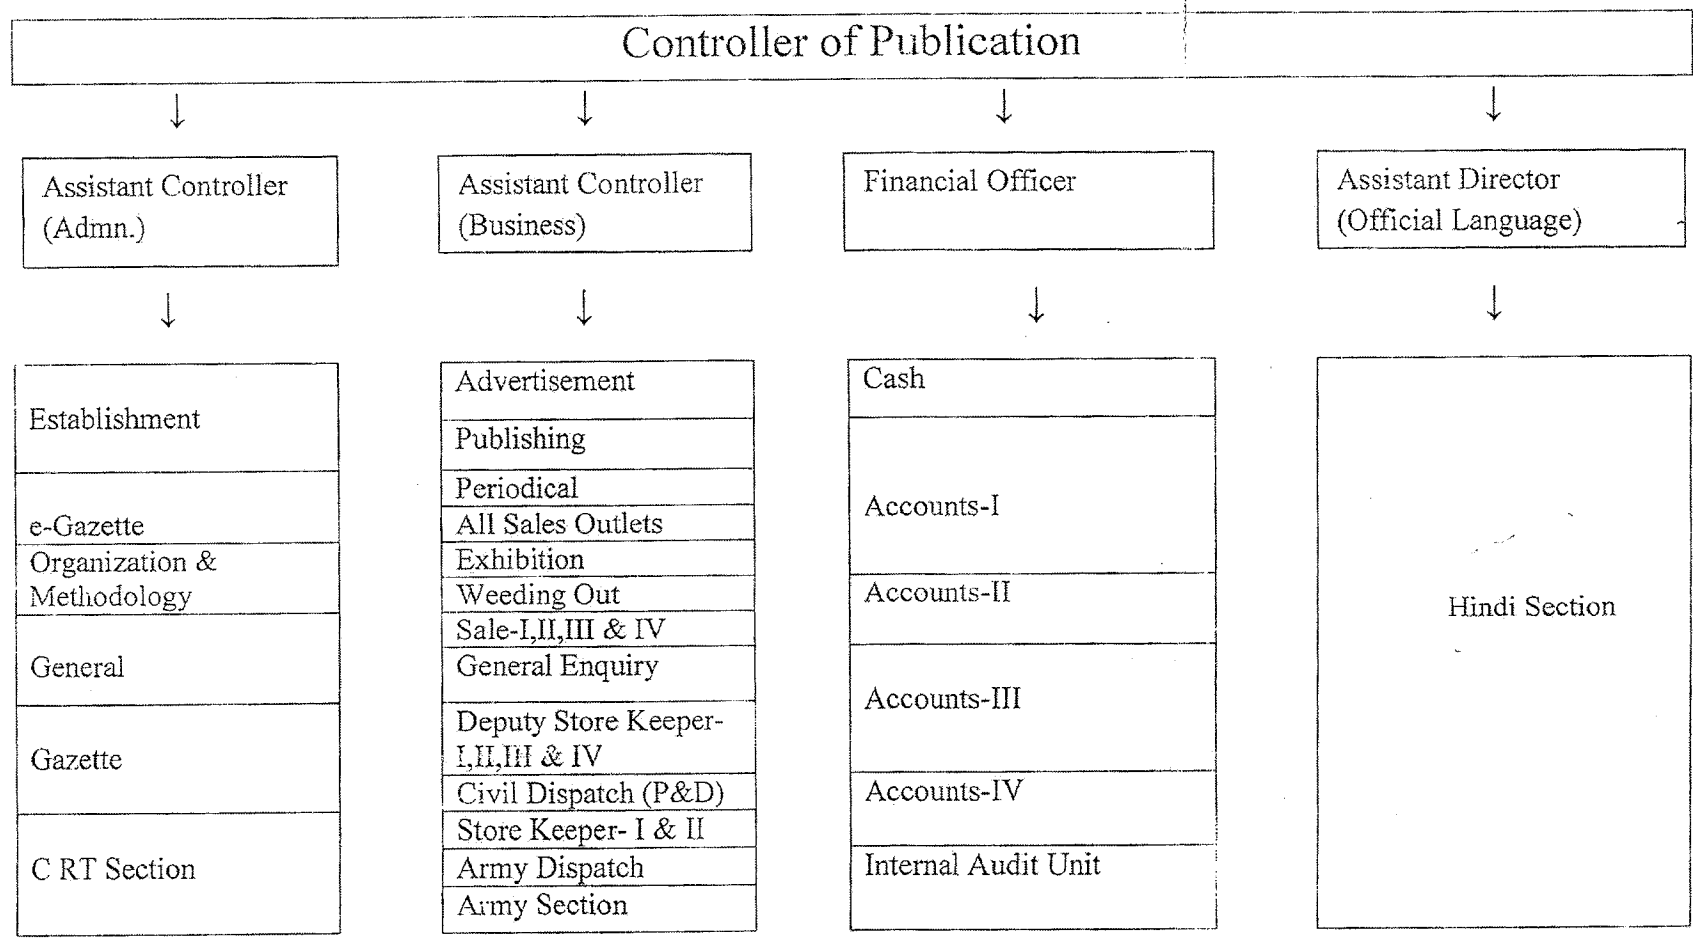 Controller of Publication
Assistant Controller
(Admn.)
Assistant Controller
(Business)
Financial Officer
Assistant Director
(Official Language)
Establishment
e-Gazette
Organization &
Methodology
General
Gazette
C RT Section
Advertisement
Publishing
Periodical
All Sales Outlets
Exhibition
Weeding Out
Sale-I,II,III & IV
General Enquiry
Deputy Store Keeper-
I,II,III & IV
Civil Dispatch (P&D)
Store Keeper- I & II
Army Dispatch
Army Section
Cash
Accounts-I
Accounts-II
Accounts-III
Accounts-IV
Internal Audit Unit
Hindi Section